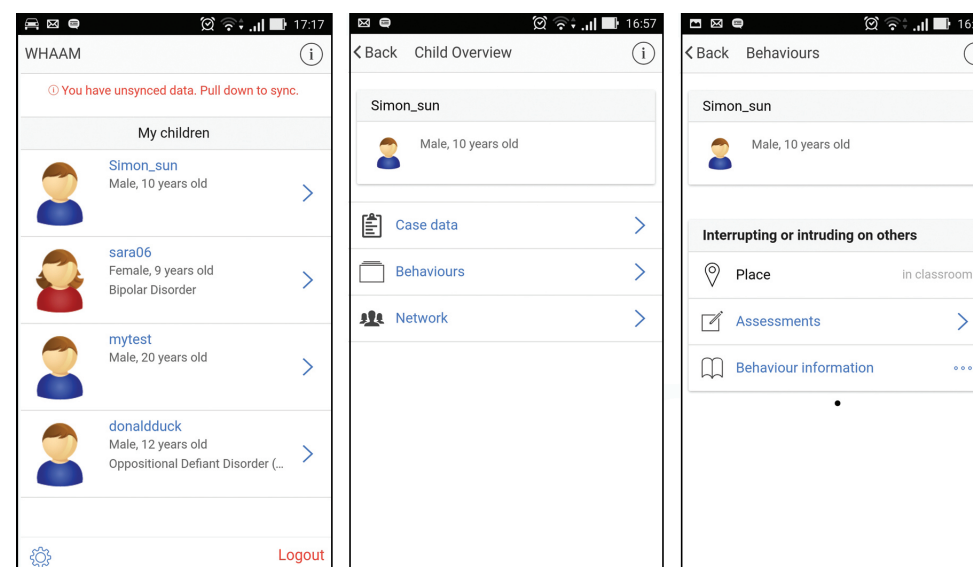 17:17
WHAAM
i
You have unsynced data. Pull down to sync.
My children
Simon_sun
Male, 10 years old
sara06
Female, 9 years old
Bipolar Disorder
mytest
Male, 20 years old
donaldduck
Male, 12 years old
Oppositional Defiant Disorder (...
Logout
16:57
Back Child Overview
i
Simon_sun
Male, 10 years old
Case data
Behaviours
Network
16:
Back Behaviours
Simon_sun
Male, 10 years old
Interrupting or intruding on others
Place in classroom
Assessments
Behaviour information